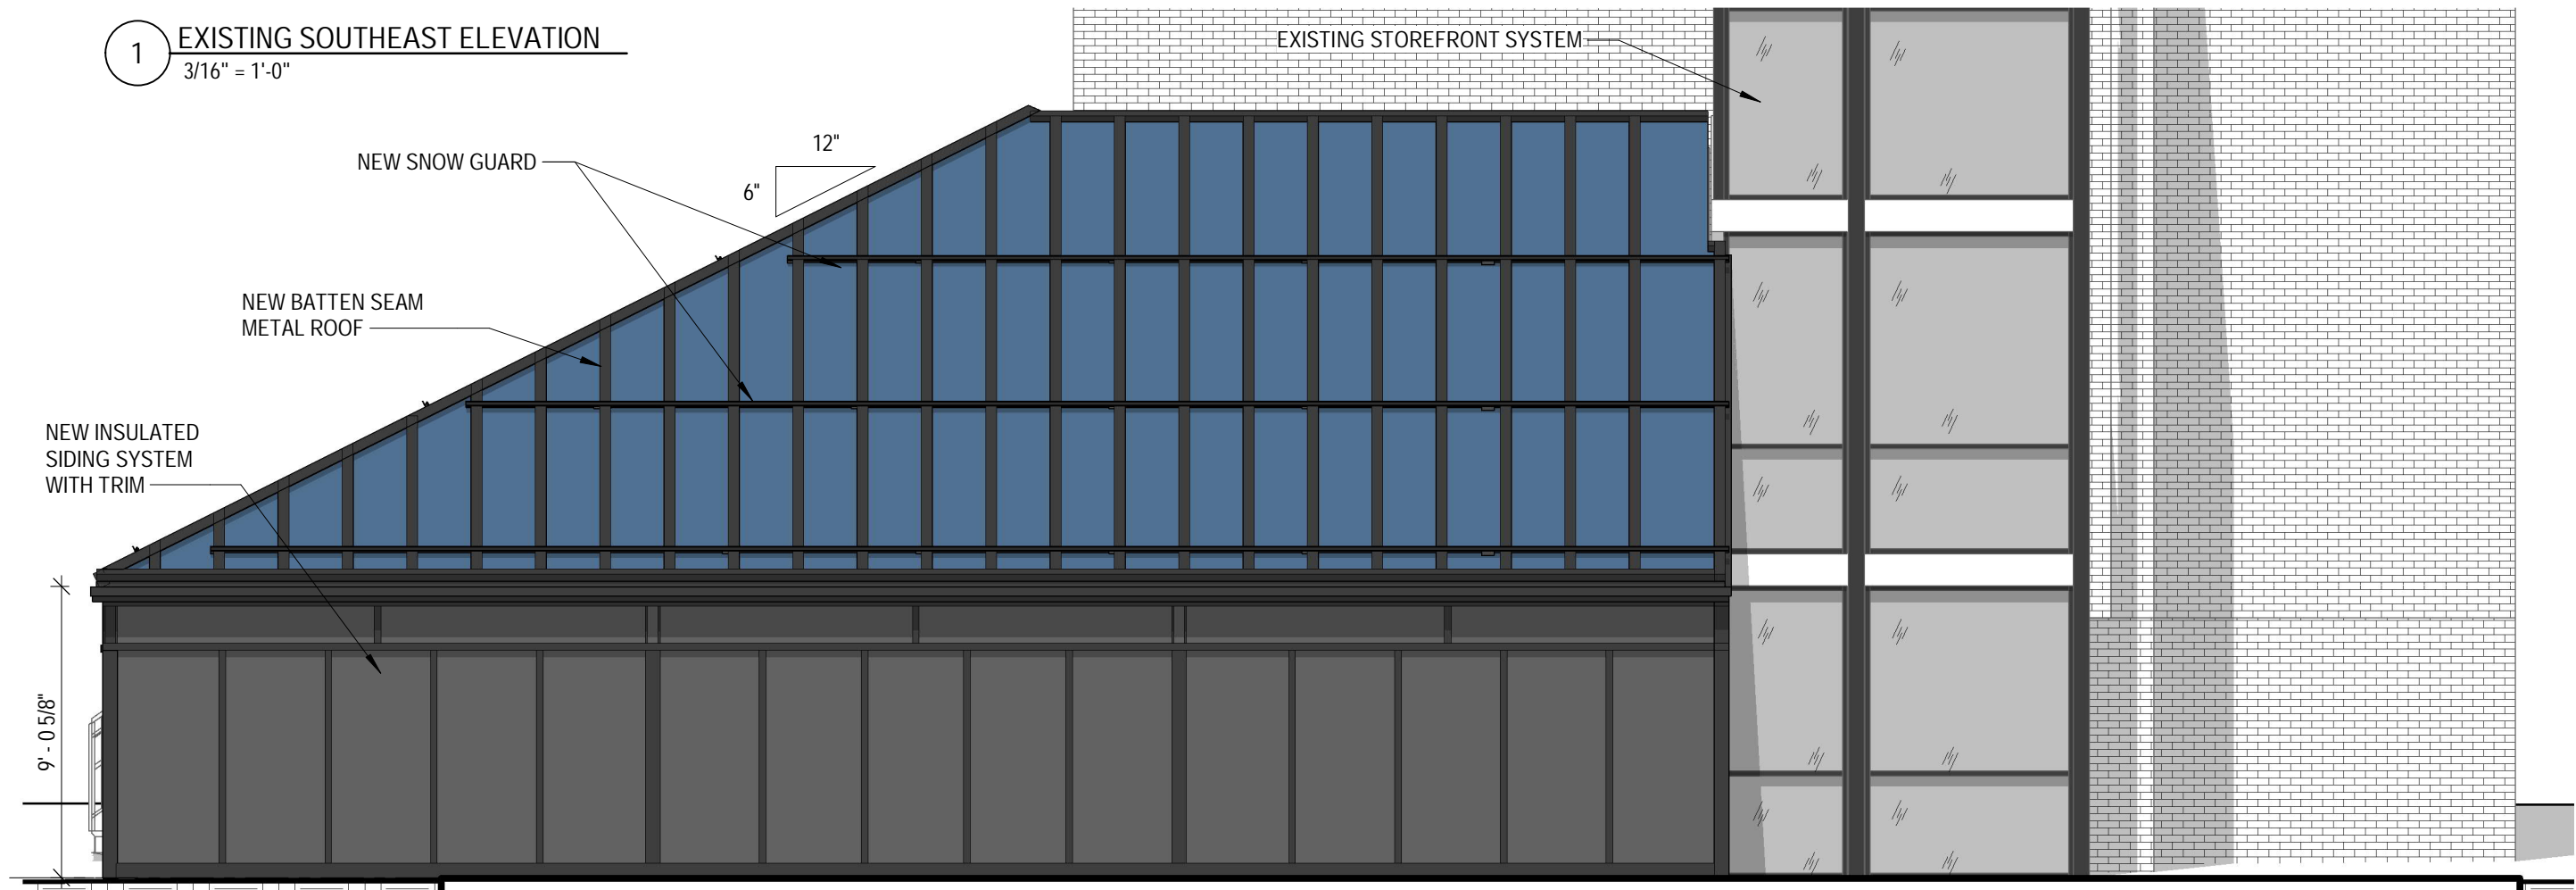 1
EXISTING SOUTHEAST ELEVATION
3/16" = 1'-0"
EXISTING STOREFRONT SYSTEM
12"
6"
NEW SNOW GUARD
NEW BATTEN SEAM
METAL ROOF
NEW INSULATED
SIDING SYSTEM
WITH TRIM
9' - 0 5/8"